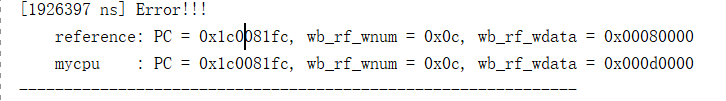 [1926397 ns] Error!!!
reference: PC = 0x1c0081fc, wb_rf_wnum = 0x0c, wb_rf_wdata = 0x00080000
mycpu : PC = 0x1c0081fc, wb_rf_wnum = 0x0c, wb_rf_wdata = 0x000d0000
--------------------------------------------------------------